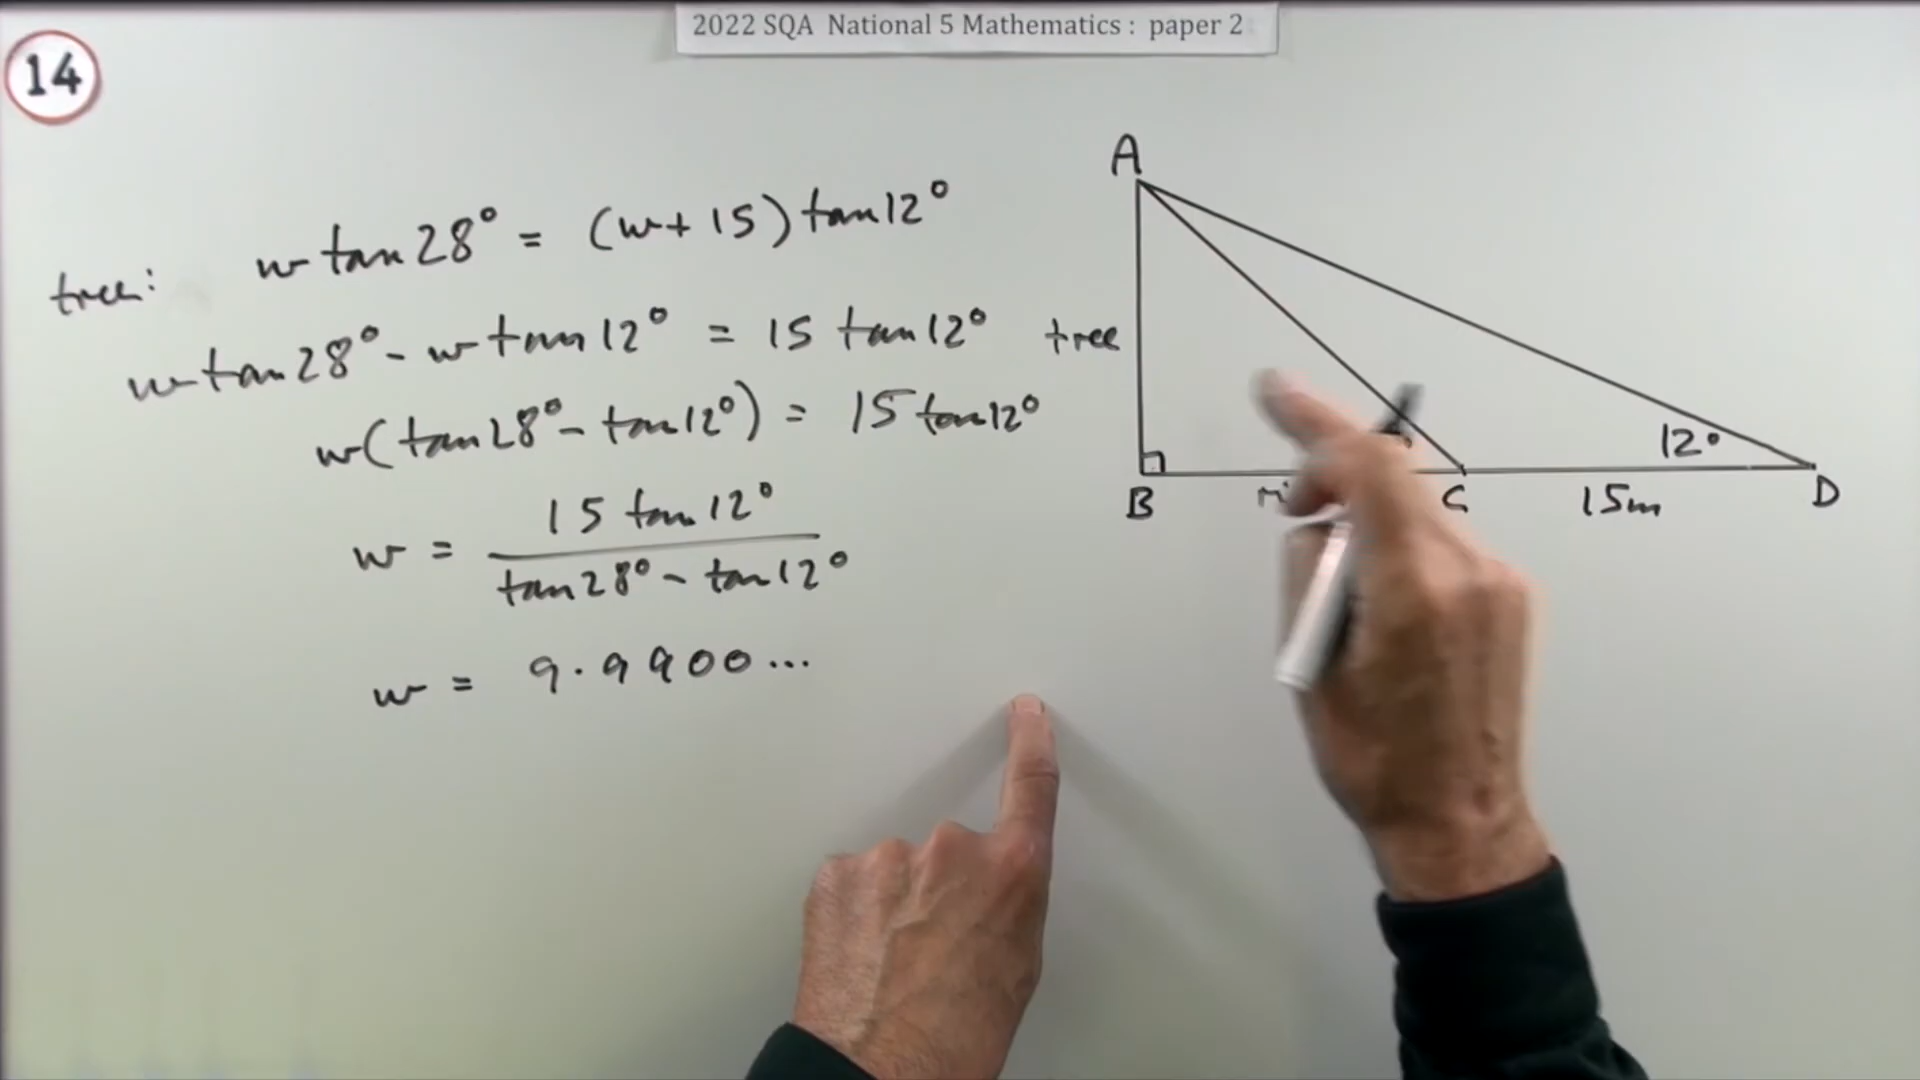 2022 SQA National 5 Mathematics : paper 2
14
tree: w tan 28° = (w + 15) tan 12°
w tan 28° - w tan 12° = 15 tan 12°
w(tan 28° - tan 12°) = 15 tan 12°
w = 15 tan 12° / tan 28° - tan 12°
w = 9.9900...
A
tree
12°
B
C
15m
D